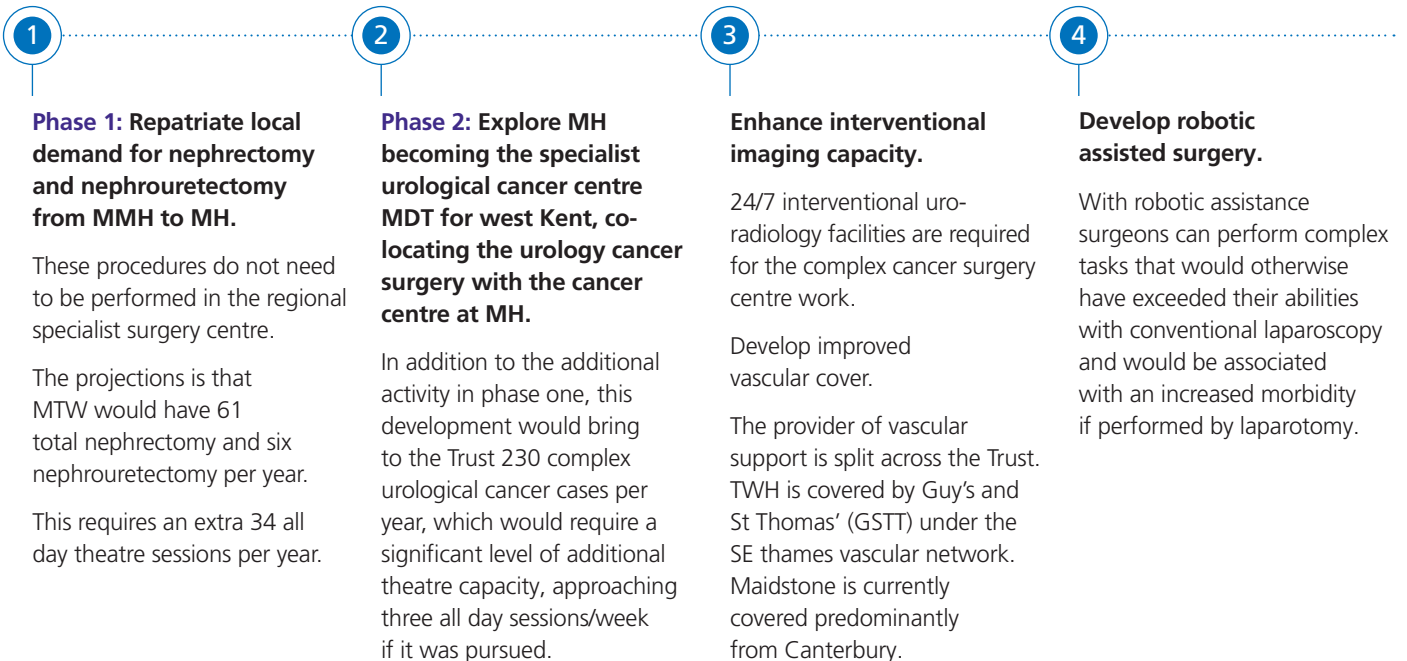 1
Phase 1: Repatriate local
demand for nephrectomy
and nephrouretectomy
from MMH to MH.
These procedures do not need
to be performed in the regional
specialist surgery centre.
The projections is that
MTW would have 61
total nephrectomy and six
nephrouretectomy per year.
This requires an extra 34 all
day theatre sessions per year.
2
Phase 2: Explore MH
becoming the specialist
urological cancer centre
MDT for west Kent, co-
locating the urology cancer
surgery with the cancer
centre at MH.
In addition to the additional
activity in phase one, this
development would bring
to the Trust 230 complex
urological cancer cases per
year, which would require a
significant level of additional
theatre capacity, approaching
three all day sessions/week
if it was pursued.
3
Enhance interventional
imaging capacity.
24/7 interventional uro-
radiology facilities are required
for the complex cancer surgery
centre work.
Develop improved
vascular cover.
The provider of vascular
support is split across the Trust.
TWH is covered by Guy’s and
St Thomas’ (GSTT) under the
SE thames vascular network.
Maidstone is currently
covered predominantly
from Canterbury.
4
Develop robotic
assisted surgery.
With robotic assistance
surgeons can perform complex
tasks that would otherwise
have exceeded their abilities
with conventional laparoscopy
and would be associated
with an increased morbidity
if performed by laparotomy.